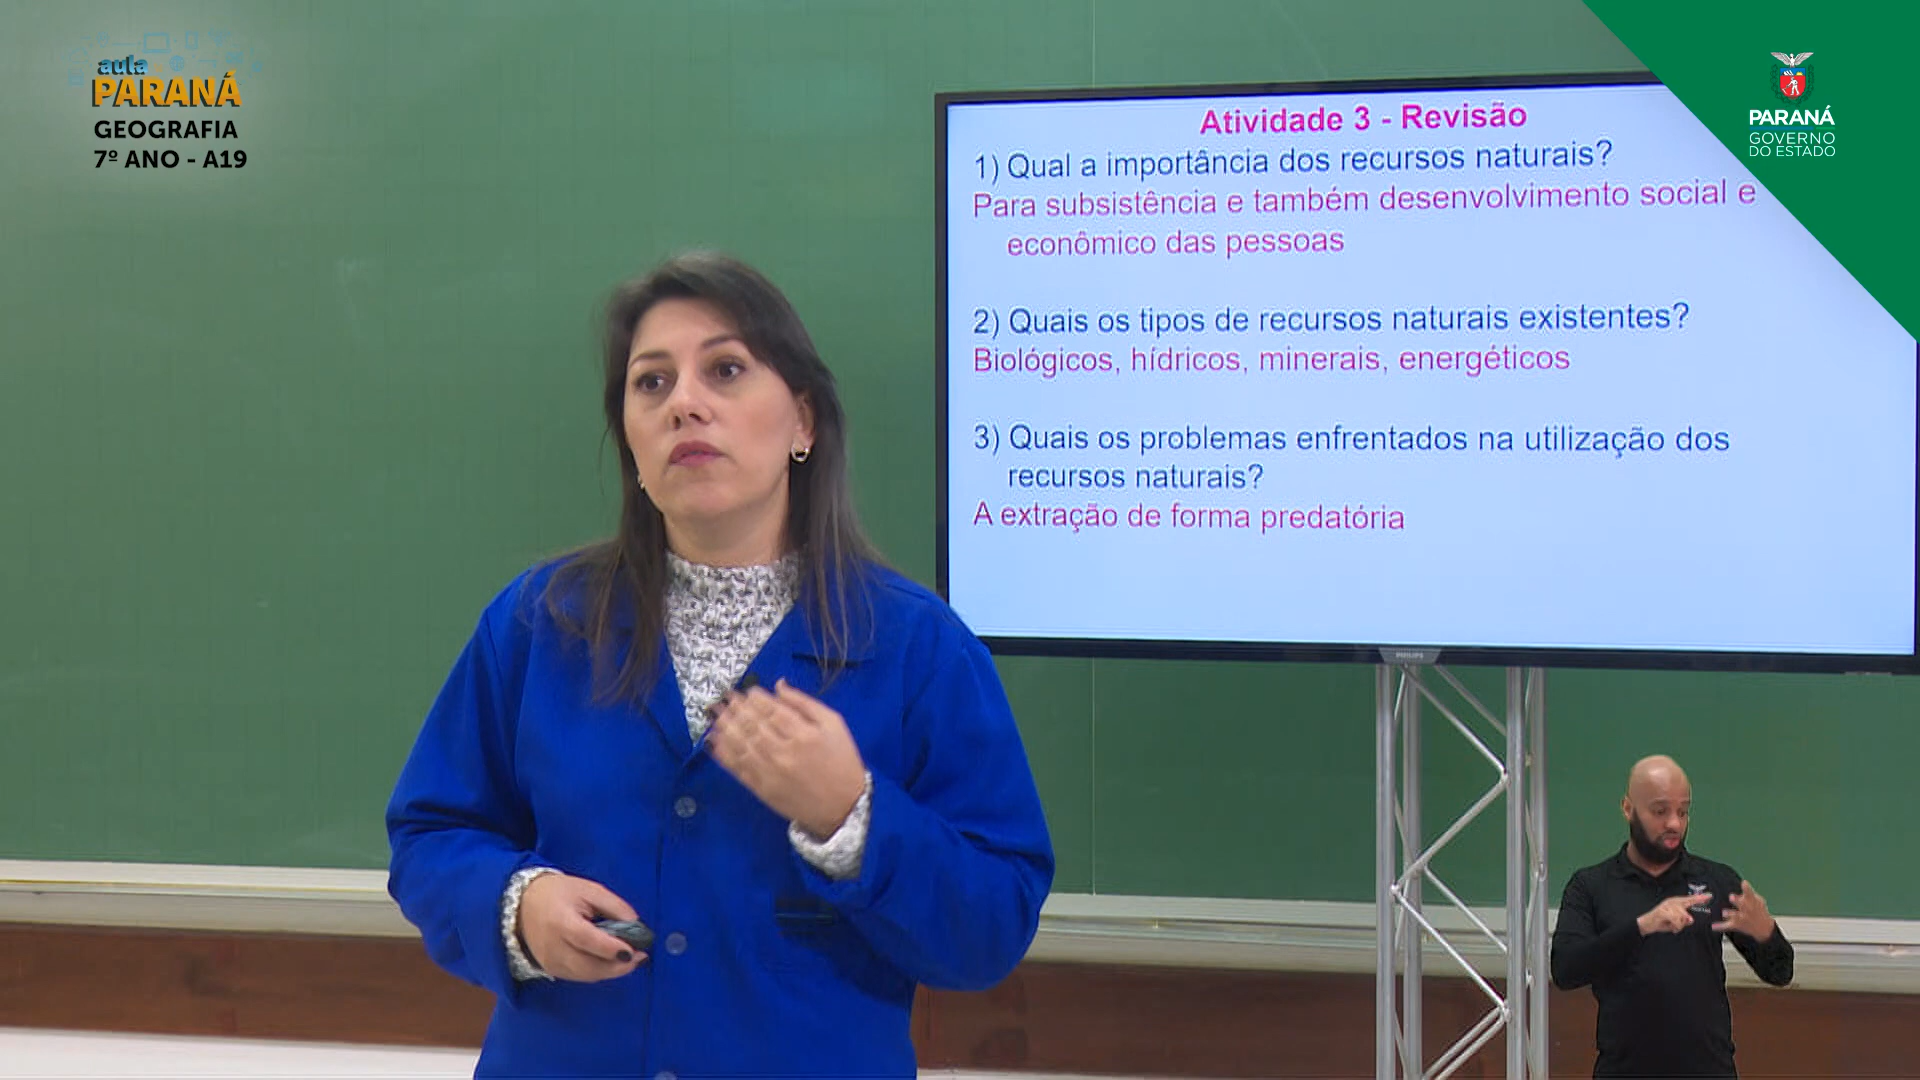 aula
PARANÁ
GEOGRAFIA
7º ANO - A19
Atividade 3 - Revisão
1) Qual a importância dos recursos naturais?
Para subsistência e também desenvolvimento social e
econômico das pessoas
2) Quais os tipos de recursos naturais existentes?
Biológicos, hídricos, minerais, energéticos
3) Quais os problemas enfrentados na utilização dos
recursos naturais?
A extração de forma predatória
PHILIPS
PARANÁ
GOVERNO
DO ESTADO